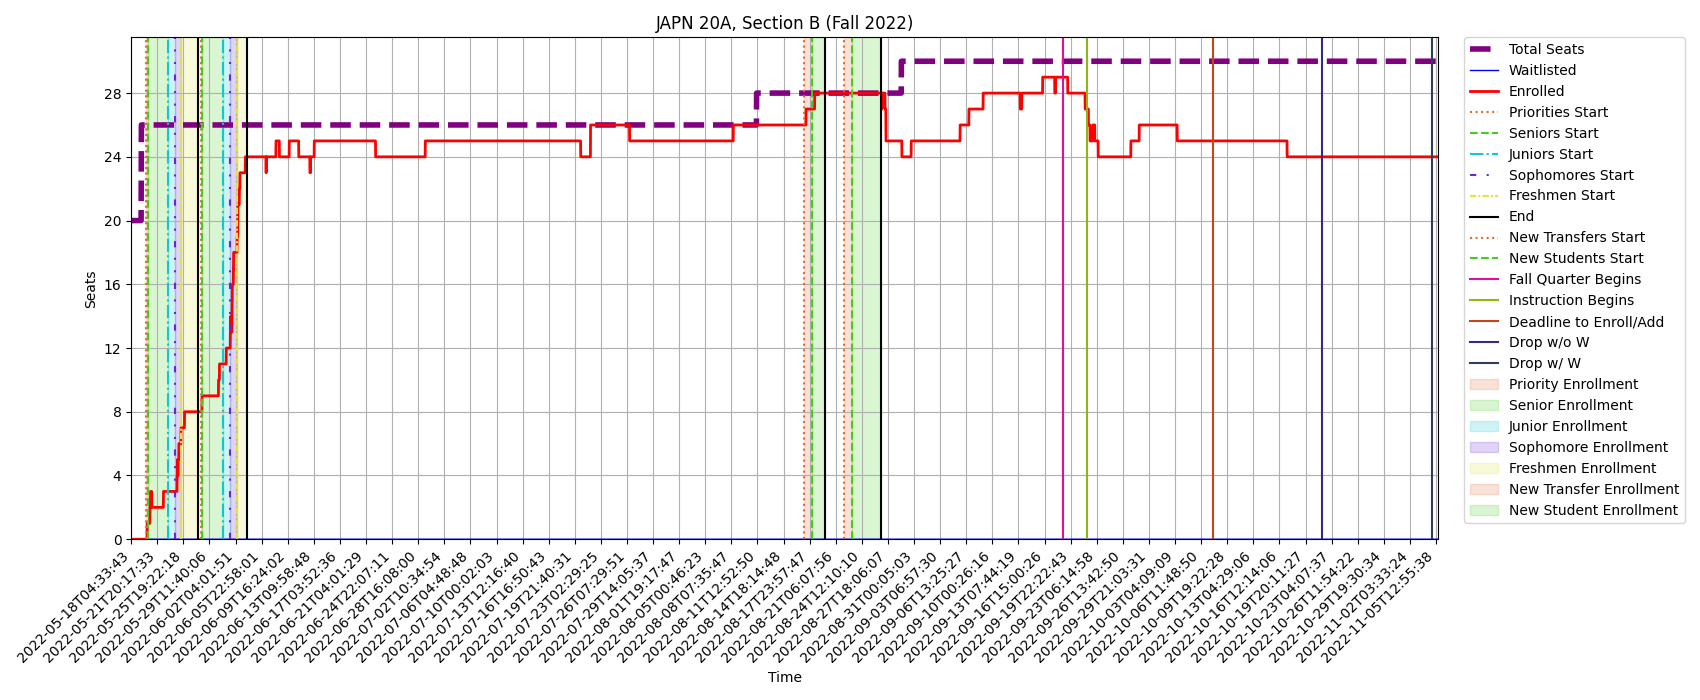 JAPN 20A, Section B (Fall 2022)
Seats
28
24
20
16
12
8
4
0
2022-05-18T04:33:43
2022-05-21T20:17:33
2022-05-25T19:22:18
2022-05-29T11:40:06
2022-06-02T04:01:51
2022-06-05T22:58:01
2022-06-09T16:24:02
2022-06-13T09:58:48
2022-06-17T03:52:36
2022-06-21T04:01:29
2022-06-24T22:07:11
2022-06-28T16:08:00
2022-07-02T10:34:54
2022-07-06T04:48:48
2022-07-10T00:02:03
2022-07-13T12:16:40
2022-07-16T16:50:43
2022-07-19T21:40:31
2022-07-23T02:29:25
2022-07-26T07:29:51
2022-07-29T14:05:37
2022-08-01T19:17:47
2022-08-05T00:46:23
2022-08-08T07:35:47
2022-08-11T12:52:50
2022-08-14T18:14:48
2022-08-17T23:57:47
2022-08-21T06:07:56
2022-08-24T12:10:10
2022-08-27T18:06:07
2022-08-31T00:05:03
2022-09-03T06:57:30
2022-09-06T13:25:27
2022-09-10T00:26:16
2022-09-13T07:44:19
2022-09-16T15:00:26
2022-09-19T22:22:43
2022-09-23T06:14:58
2022-09-26T13:42:50
2022-09-29T21:03:31
2022-10-03T04:09:09
2022-10-06T11:48:50
2022-10-09T19:22:28
2022-10-13T04:29:06
2022-10-16T12:14:06
2022-10-19T20:11:27
2022-10-23T04:07:37
2022-10-26T11:54:22
2022-10-29T19:30:34
2022-11-02T03:33:24
2022-11-05T12:55:38
Time
Total Seats
Waitlisted
Enrolled
Priorities Start
Seniors Start
Juniors Start
Sophomores Start
Freshmen Start
End
New Transfers Start
New Students Start
Fall Quarter Begins
Instruction Begins
Deadline to Enroll/Add
Drop w/o W
Drop w/ W
Priority Enrollment
Senior Enrollment
Junior Enrollment
Sophomore Enrollment
Freshmen Enrollment
New Transfer Enrollment
New Student Enrollment